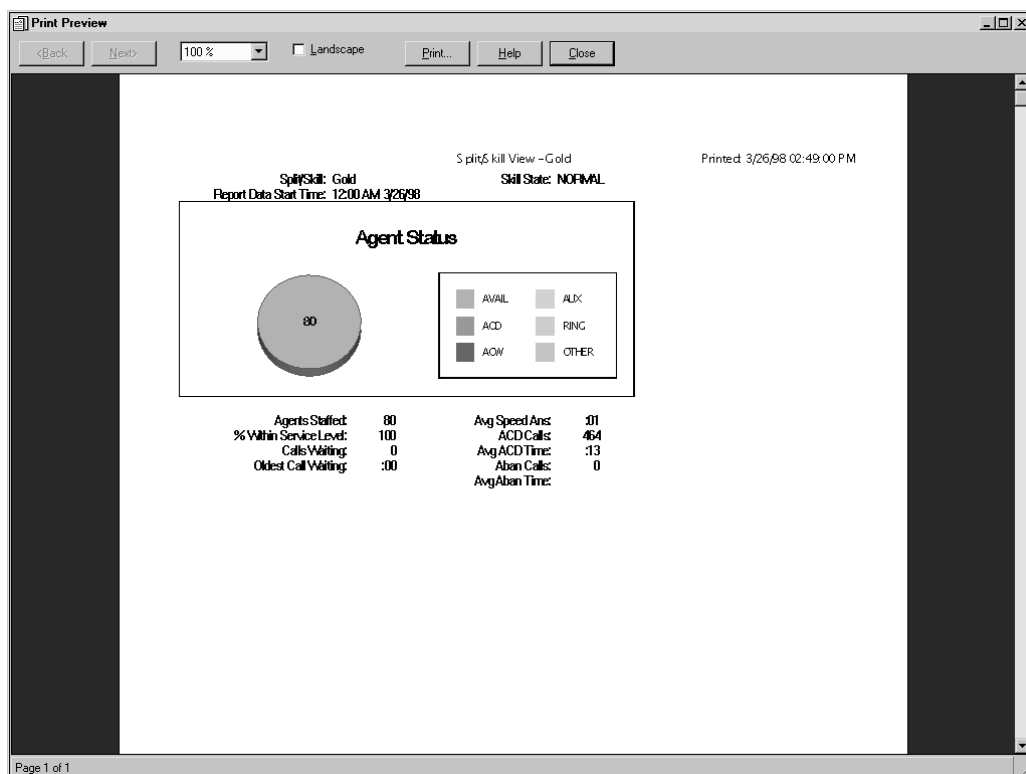 Print Preview
<Back Next> 100 % Landscape Print... Help Close
Split/Skill View - Gold Printed: 3/26/98 02:49:00 PM
Split/Skill: Gold Skill State: NORMAL
Report Data Start Time: 12:00 AM 3/26/98
Agent Status
80
AVAIL AUX
ACD RING
ACW OTHER
Agents Staffed: 80 Avg Speed Ans: :01
% Within Service Level: 100 ACD Calls: 464
Calls Waiting: 0 Avg ACD Time: :13
Oldest Call Waiting: :00 Aban Calls: 0
Avg Aban Time:
Page 1 of 1